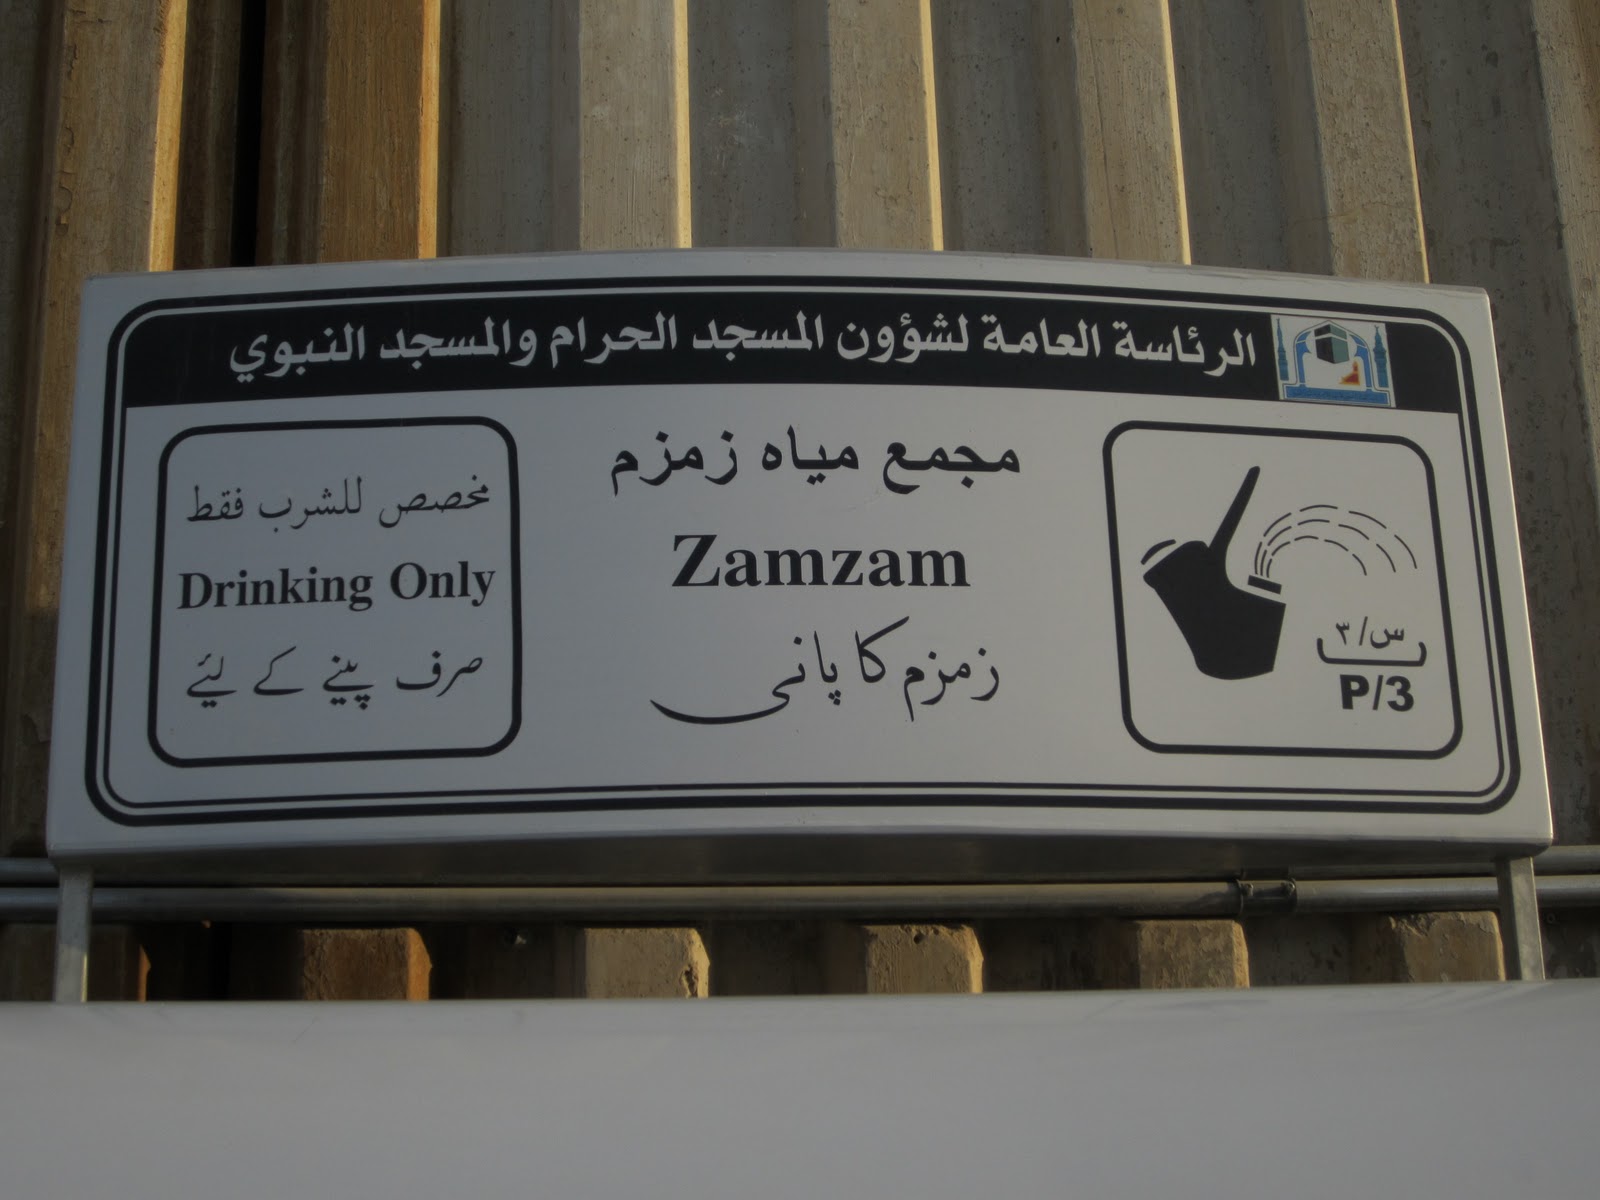 الرئاسة العامة لشؤون المسجد الحرام والمسجد النبوي
مجمع مياه زمزم
Zamzam
زمزم کا پانی
مخصص للشرب فقط
Drinking Only
صرف پینے کے لیئے
س/٣
P/3